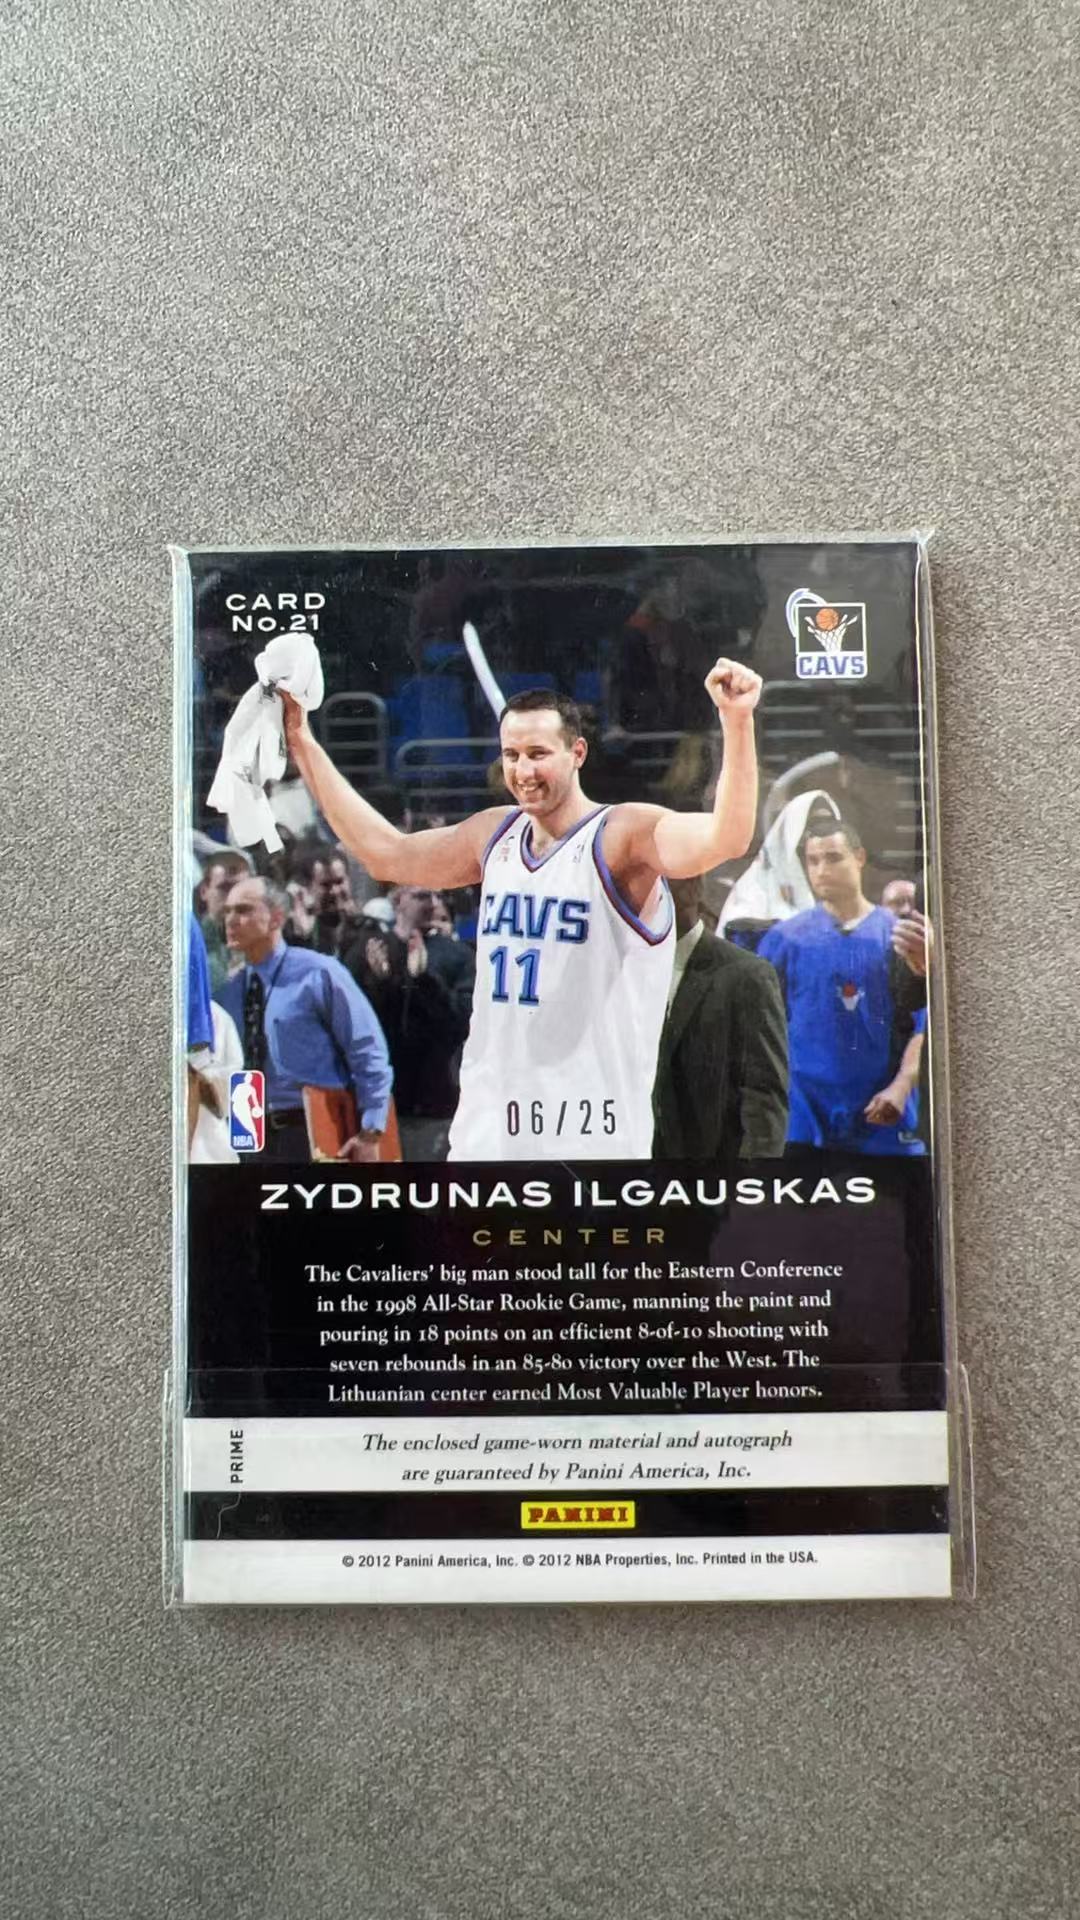 CARD
No.21
CAVS
CAVS
11
NBA
06/25
ZYDRUNAS ILGAUSKAS
CENTER
The Cavaliers' big man stood tall for the Eastern Conference
in the 1998 All-Star Rookie Game, manning the paint and
pouring in 18 points on an efficient 8-of-10 shooting with
seven rebounds in an 85-80 victory over the West. The
Lithuanian center earned Most Valuable Player honors.
PRIME
The enclosed game-worn material and autograph
are guaranteed by Panini America, Inc.
PANINI
© 2012 Panini America, Inc. © 2012 NBA Properties, Inc. Printed in the USA.